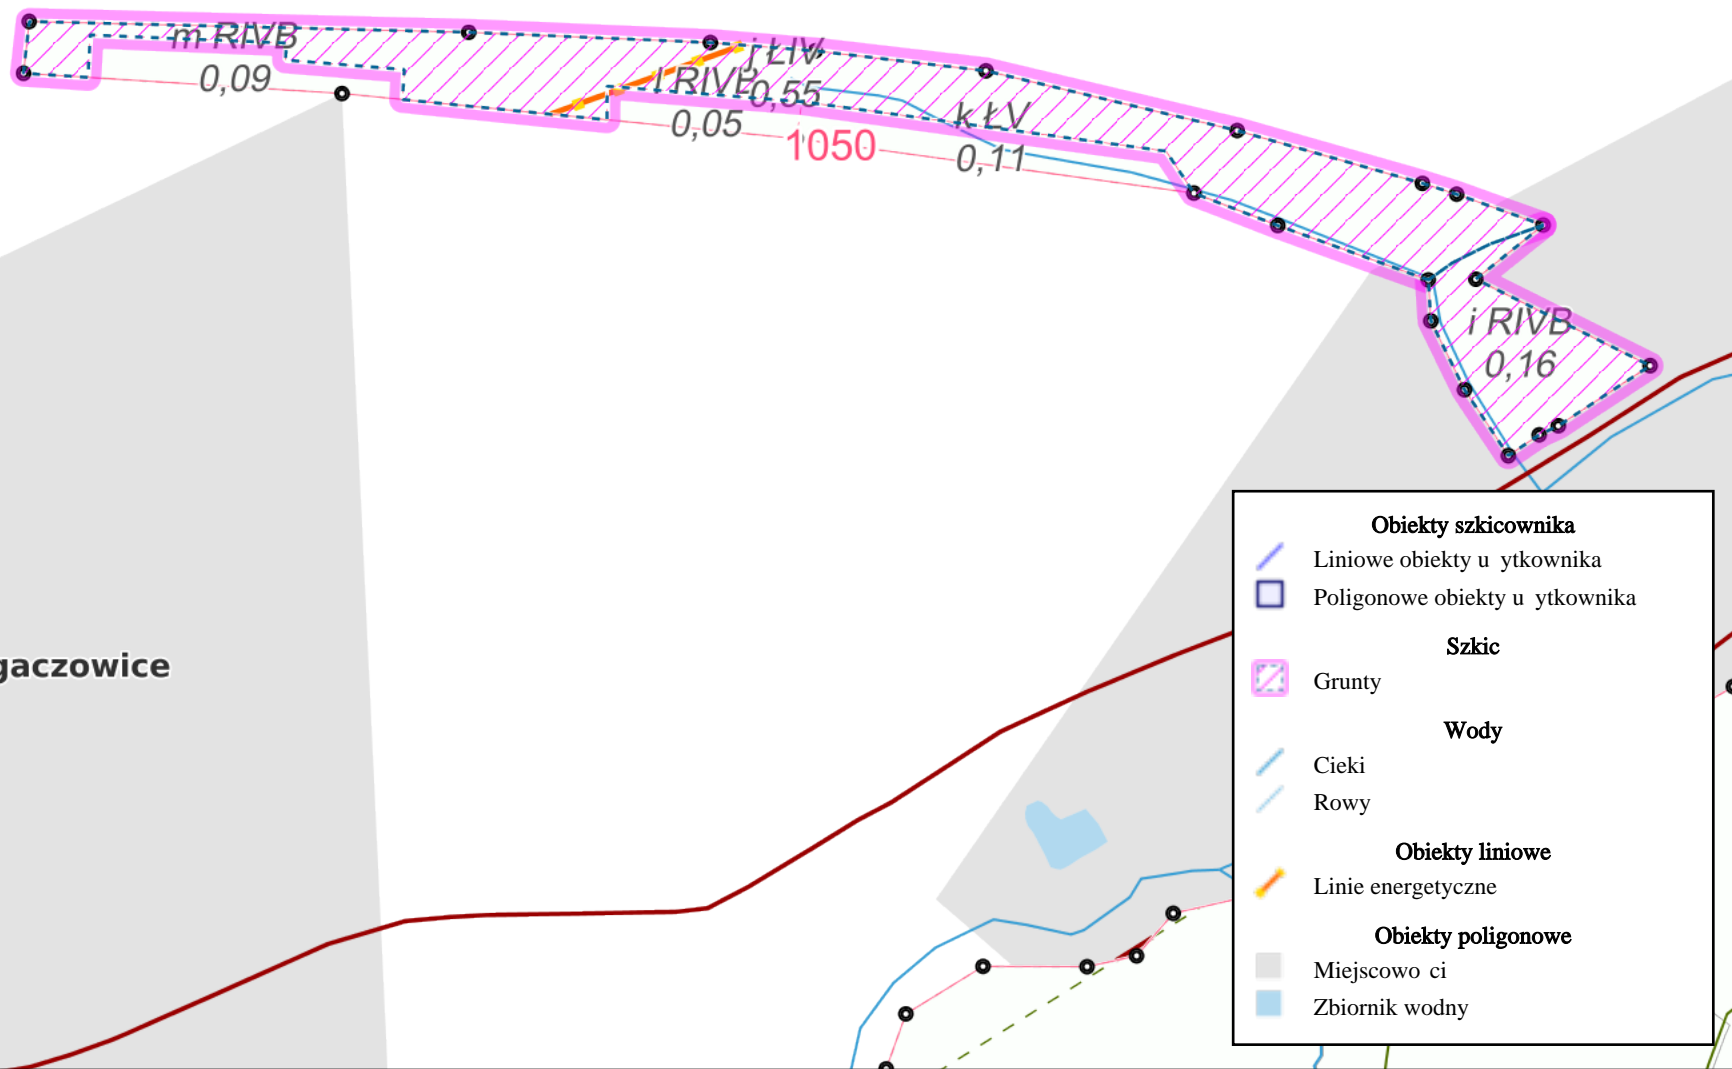 m RIVB
0,09
j ŁIV
0,55
l RIVB
0,05
1050
k ŁV
0,11
i RIVB
0,16
gaczowice
Obiekty szkicownika
Liniowe obiekty u ytkownika
Poligonowe obiekty u ytkownika
Szkic
Grunty
Wody
Cieki
Rowy
Obiekty liniowe
Linie energetyczne
Obiekty poligonowe
Miejscowo ci
Zbiornik wodny